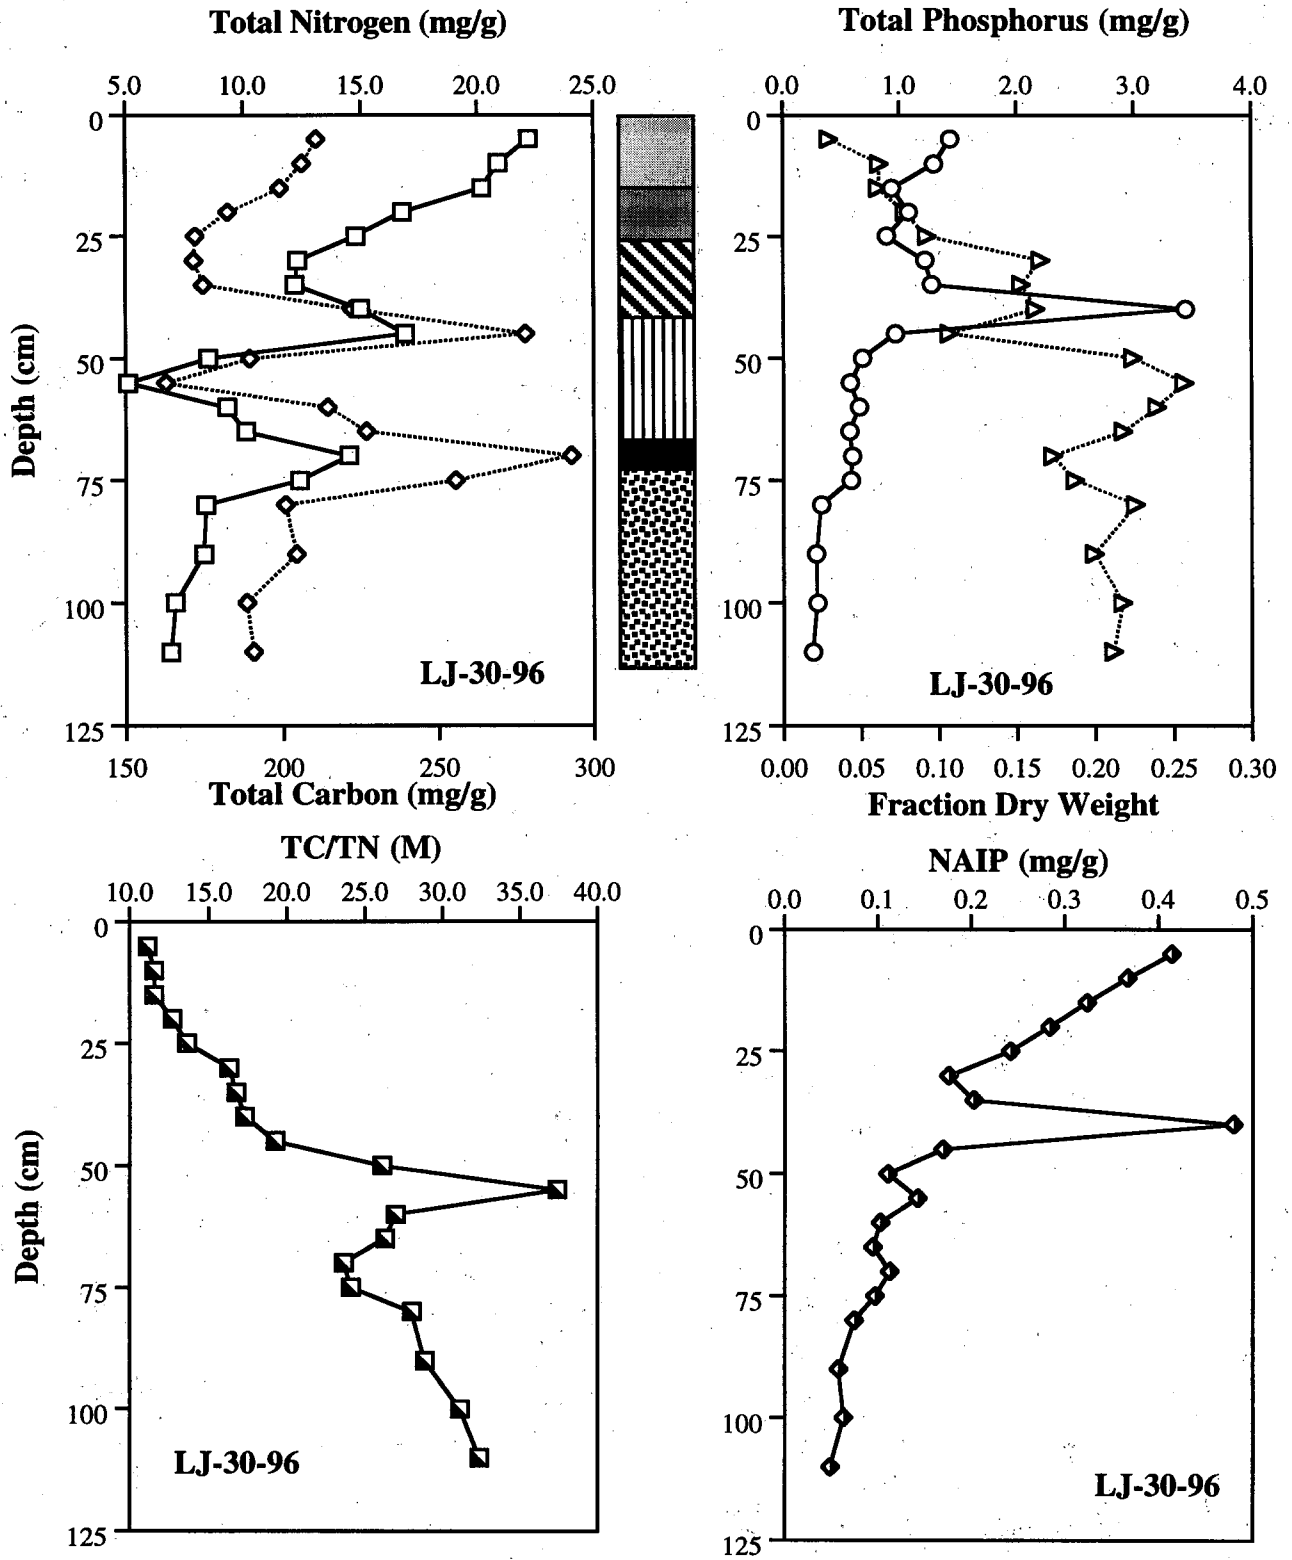 Total Nitrogen (mg/g)
5.0 10.0 15.0 20.0 25.0
0
25
50
75
100
125
Depth (cm)
LJ-30-96
150 200 250 300
Total Carbon (mg/g)
Total Phosphorus (mg/g)
0.0 1.0 2.0 3.0 4.0
0
25
50
75
100
125
LJ-30-96
0.00 0.05 0.10 0.15 0.20 0.25 0.30
Fraction Dry Weight
TC/TN (M)
10.0 15.0 20.0 25.0 30.0 35.0 40.0
0
25
50
75
100
125
Depth (cm)
LJ-30-96
NAIP (mg/g)
0.0 0.1 0.2 0.3 0.4 0.5
0
25
50
75
100
125
LJ-30-96